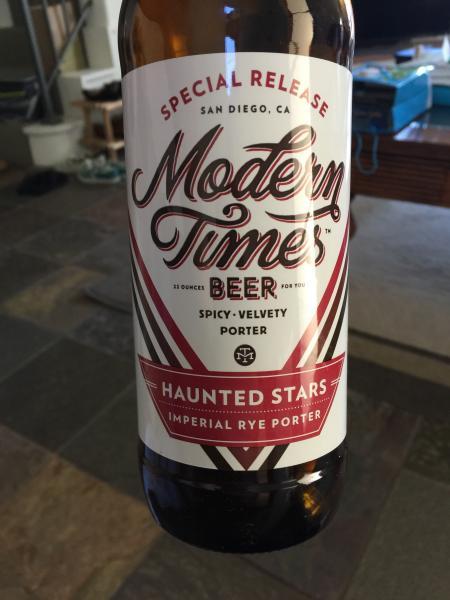 SPECIAL RELEASE
SAN DIEGO, CA
Modern
Times™
22 OUNCES BEER FOR YOU
SPICY · VELVETY
PORTER
HAUNTED STARS
IMPERIAL RYE PORTER